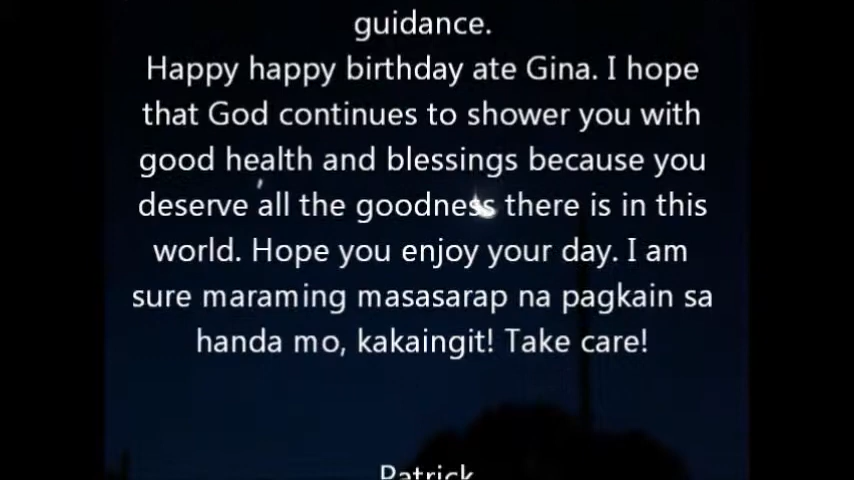 guidance.
Happy happy birthday ate Gina. I hope
that God continues to shower you with
good health and blessings because you
deserve all the goodness there is in this
world. Hope you enjoy your day. I am
sure maraming masasarap na pagkain sa
handa mo, kakaingit! Take care!
Patrick